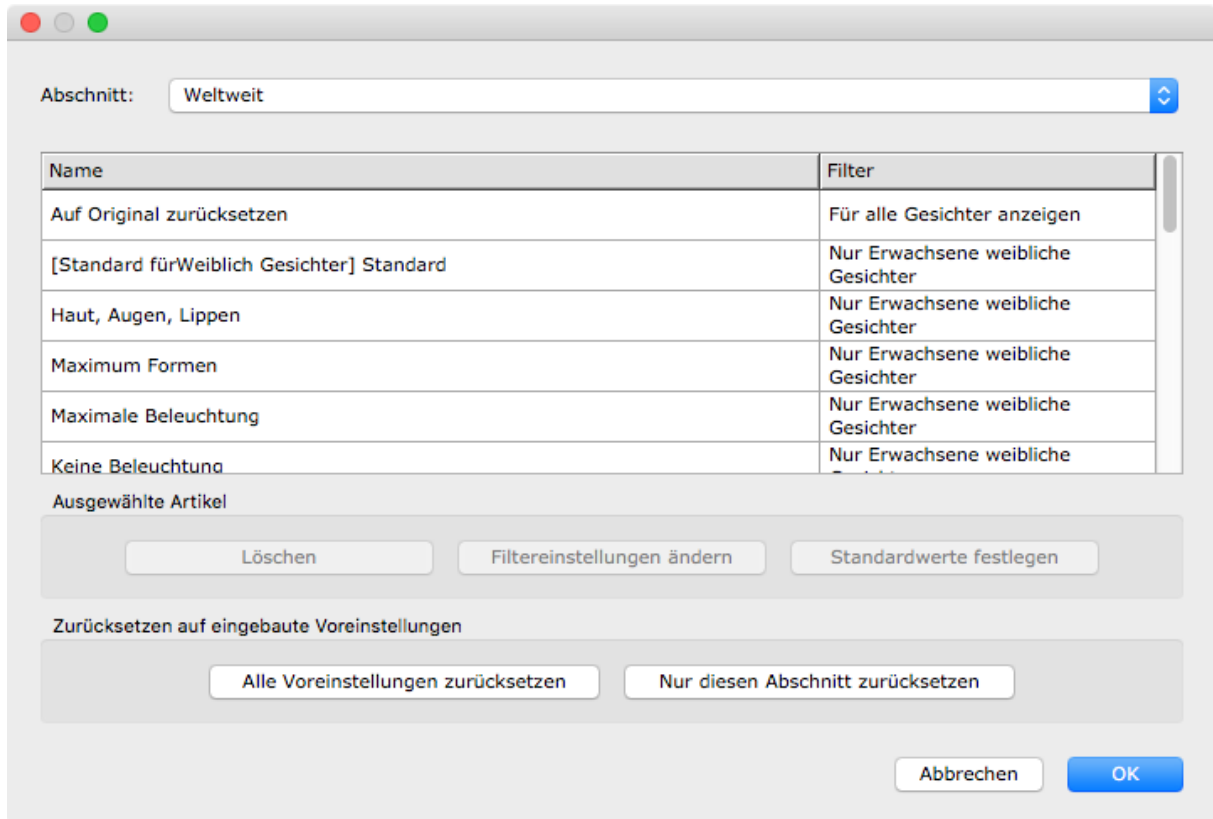 Abschnitt: Weltweit
Name Filter
Auf Original zurücksetzen Für alle Gesichter anzeigen
[Standard fürWeiblich Gesichter] Standard Nur Erwachsene weibliche
Gesichter
Haut, Augen, Lippen Nur Erwachsene weibliche
Gesichter
Maximum Formen Nur Erwachsene weibliche
Gesichter
Maximale Beleuchtung Nur Erwachsene weibliche
Gesichter
Keine Beleuchtung Nur Erwachsene weibliche
Ausgewählte Artikel
Löschen Filtereinstellungen ändern Standardwerte festlegen
Zurücksetzen auf eingebaute Voreinstellungen
Alle Voreinstellungen zurücksetzen Nur diesen Abschnitt zurücksetzen
Abbrechen OK